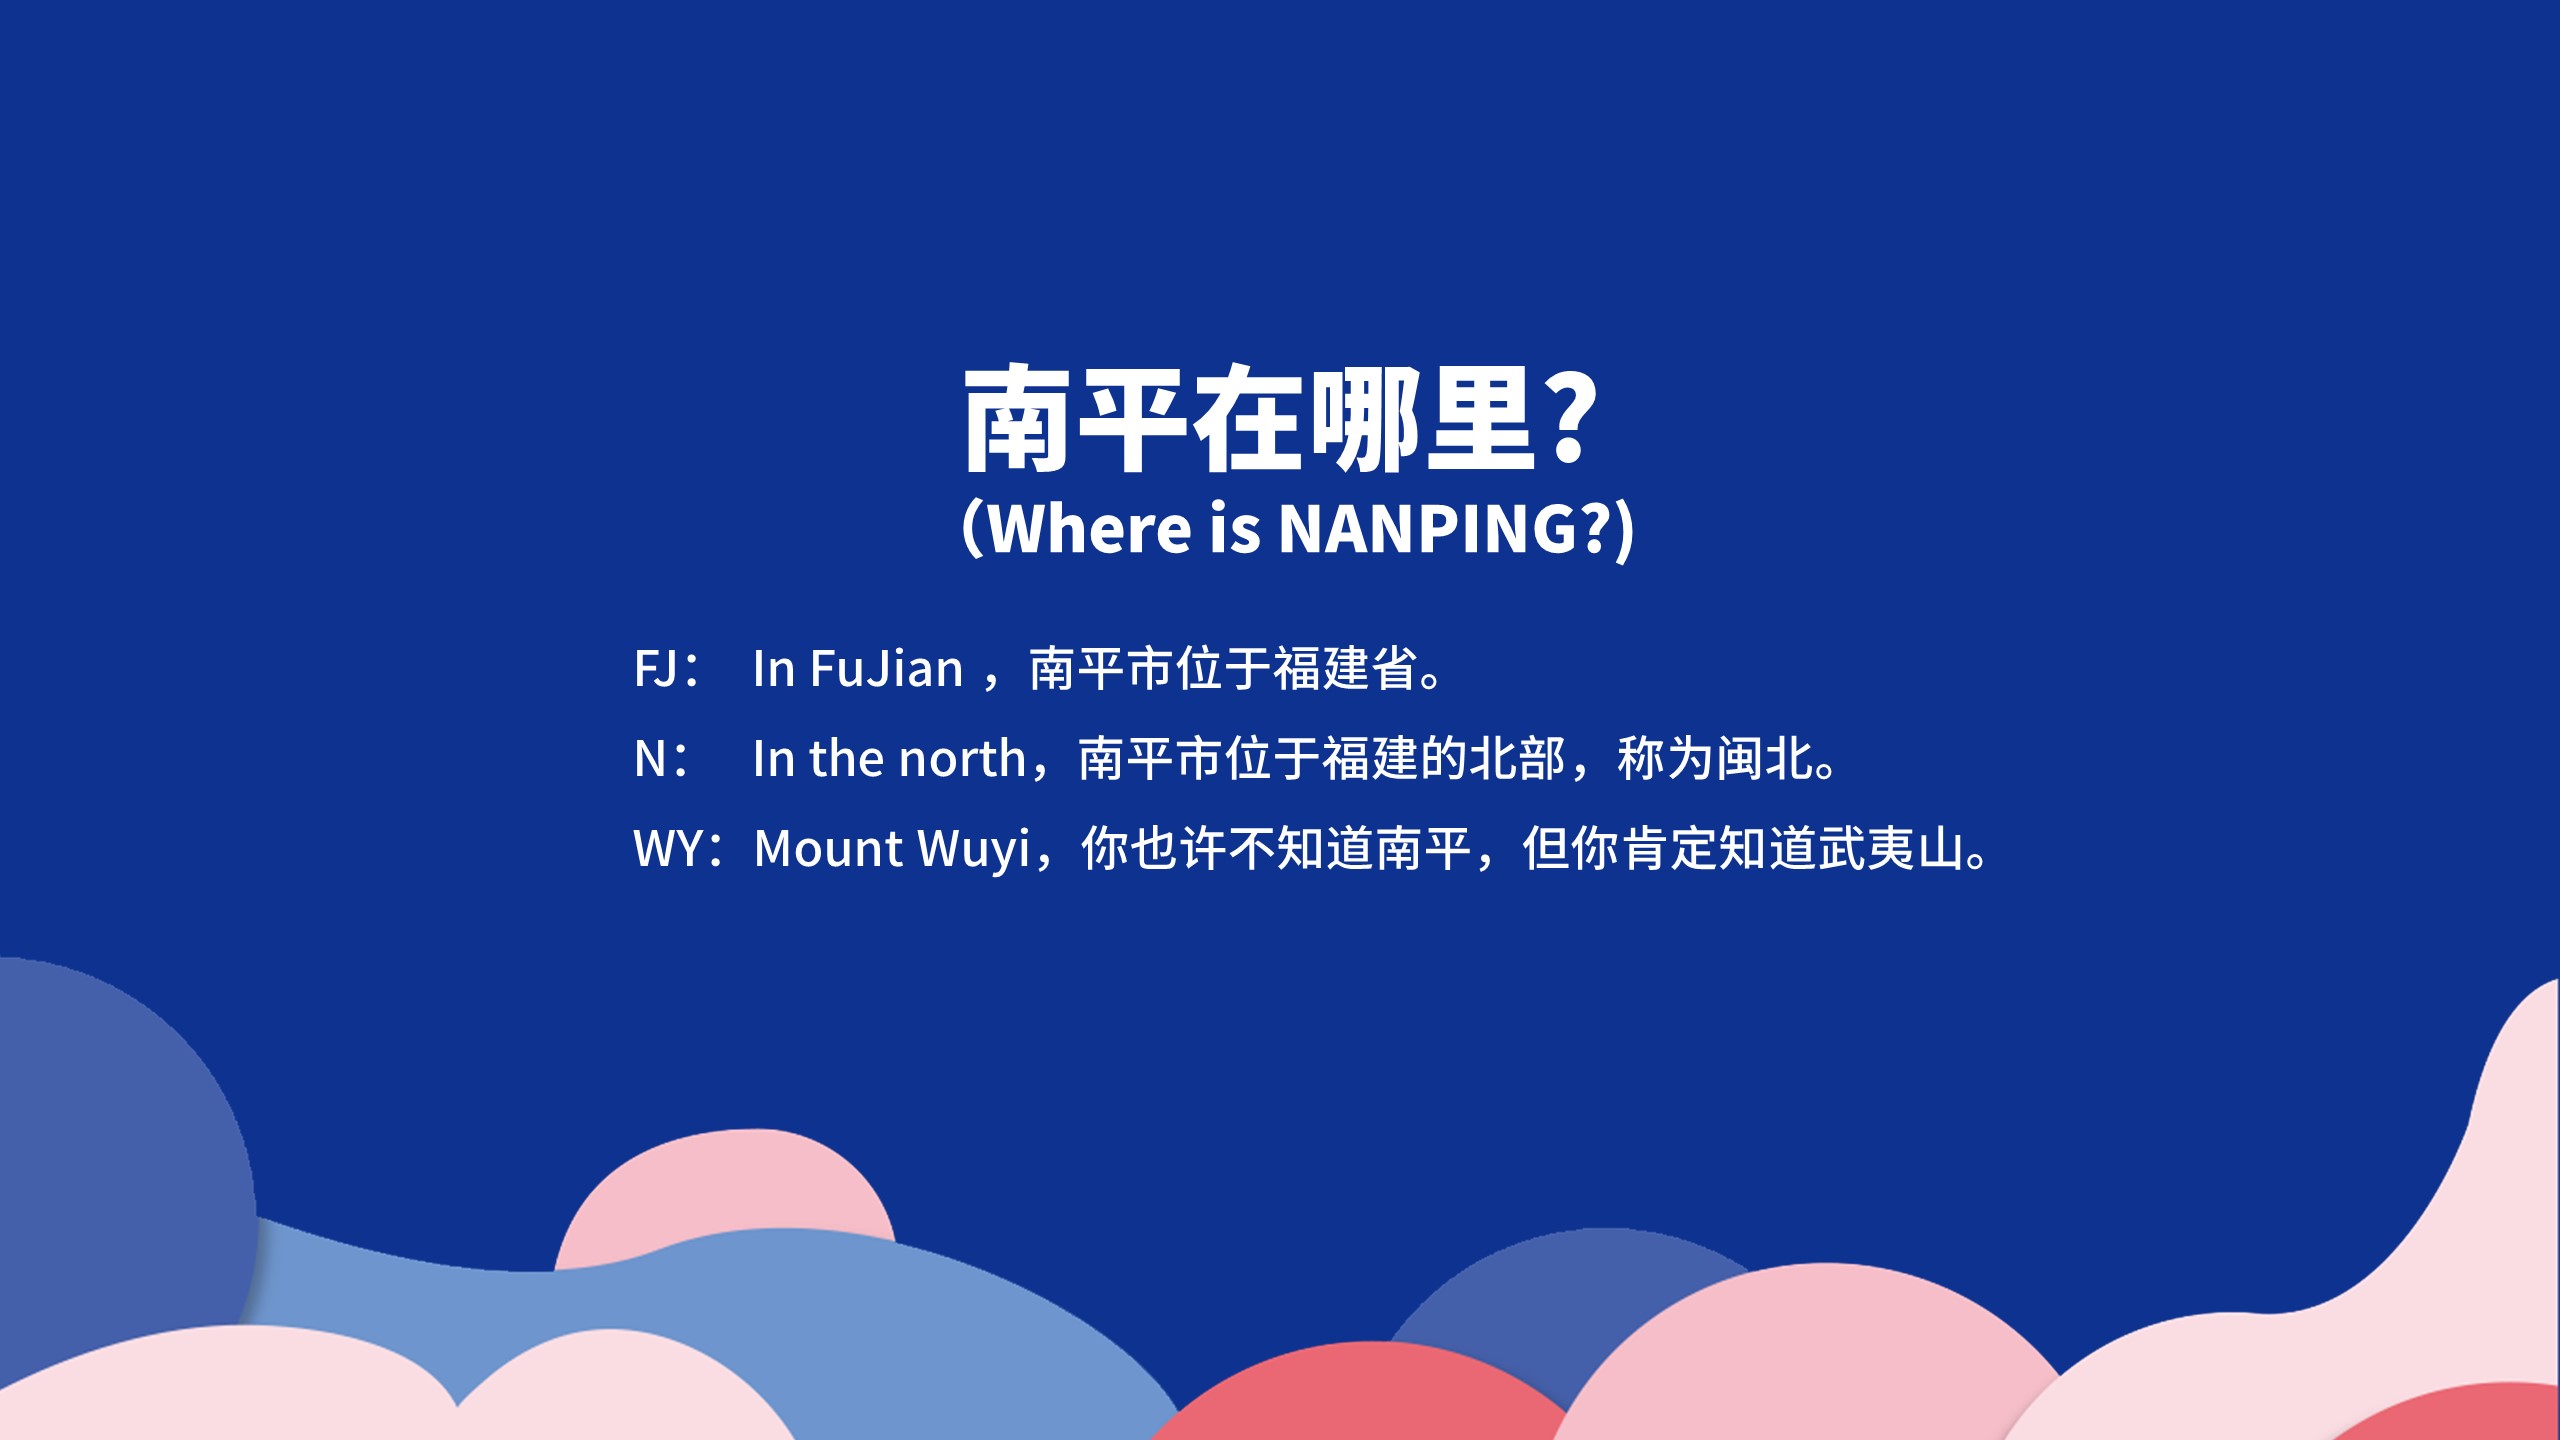 南平在哪里？
（Where is NANPING?)
FJ： In FuJian ，南平市位于福建省。
N： In the north，南平市位于福建的北部，称为闽北。
WY：Mount Wuyi，你也许不知道南平，但你肯定知道武夷山。